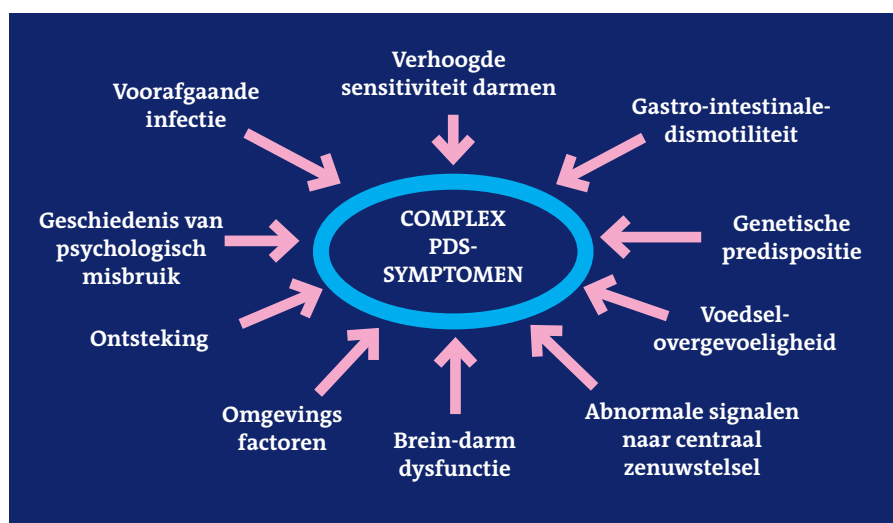 Verhoogde
sensitiviteit darmen
Voorafgaande
infectie
Gastro-intestinale-
dismotiliteit
Geschiedenis van
psychologisch
misbruik
COMPLEX
PDS-
SYMPTOMEN
Genetische
predispositie
Ontsteking
Voedsel-
overgevoeligheid
Omgevings
factoren
Brein-darm
dysfunctie
Abnormale signalen
naar centraal
zenuwstelsel